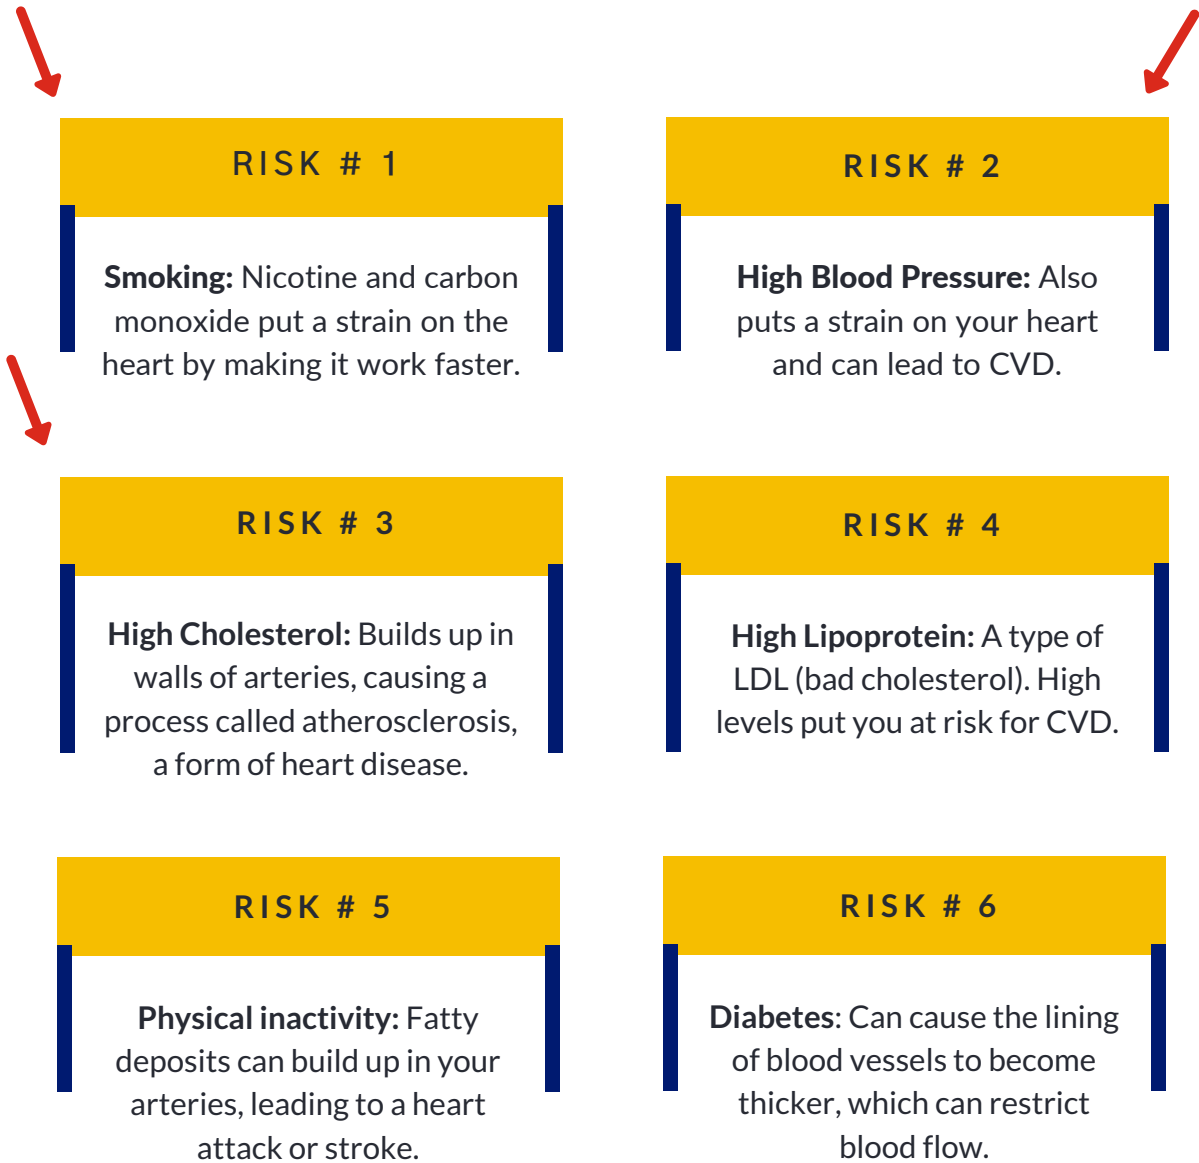 RISK # 1
Smoking: Nicotine and carbon
monoxide put a strain on the
heart by making it work faster.
RISK # 2
High Blood Pressure: Also
puts a strain on your heart
and can lead to CVD.
RISK # 3
High Cholesterol: Builds up in
walls of arteries, causing a
process called atherosclerosis,
a form of heart disease.
RISK # 4
High Lipoprotein: A type of
LDL (bad cholesterol). High
levels put you at risk for CVD.
RISK # 5
Physical inactivity: Fatty
deposits can build up in your
arteries, leading to a heart
attack or stroke.
RISK # 6
Diabetes: Can cause the lining
of blood vessels to become
thicker, which can restrict
blood flow.